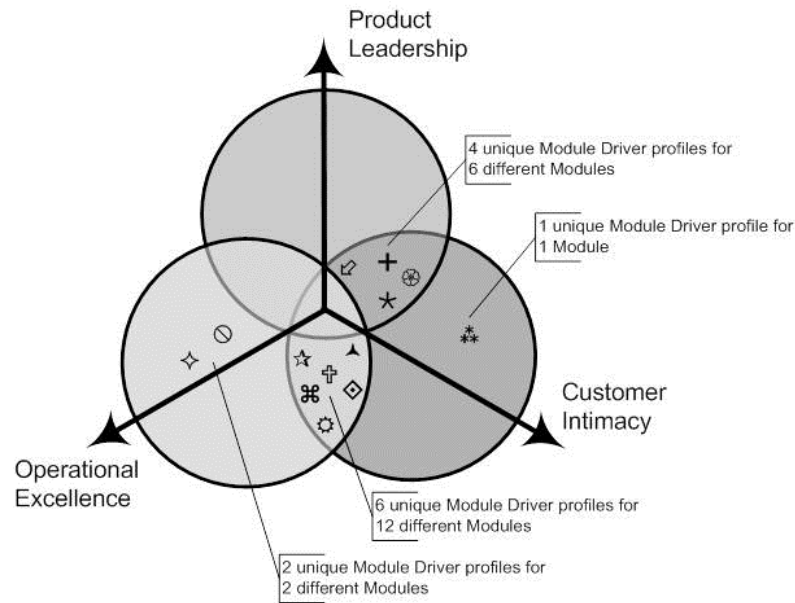 Product
Leadership
4 unique Module Driver profiles for
6 different Modules
1 unique Module Driver profile for
1 Module
Customer
Intimacy
Operational
Excellence
6 unique Module Driver profiles for
12 different Modules
2 unique Module Driver profiles for
2 different Modules